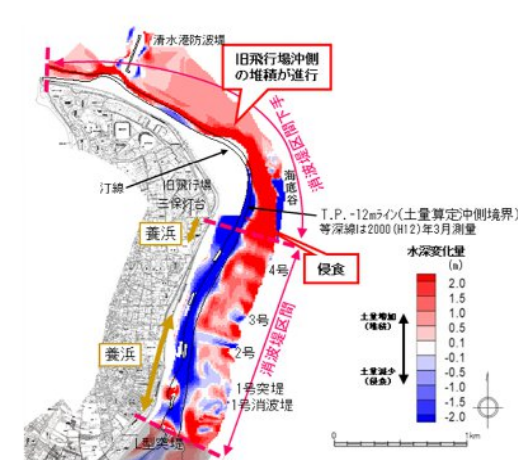 清水港防波堤
旧飛行場沖側
の堆積が進行
消波堤区間下手
海底谷
汀線
旧飛行場
三保灯台
T.P.-12mライン(土量算定沖側境界)
等深線は2000(H12)年3月測量
養浜
侵食
水深変化量
(m)
4号
3号
2号
消波堤区間
養浜
1号突堤
1号消波堤
L型突堤
土量増加
(堆積)
土量減少
(侵食)
2.0
1.5
1.0
0.5
0.1
-0.1
-0.5
-1.0
-1.5
-2.0
0
1km